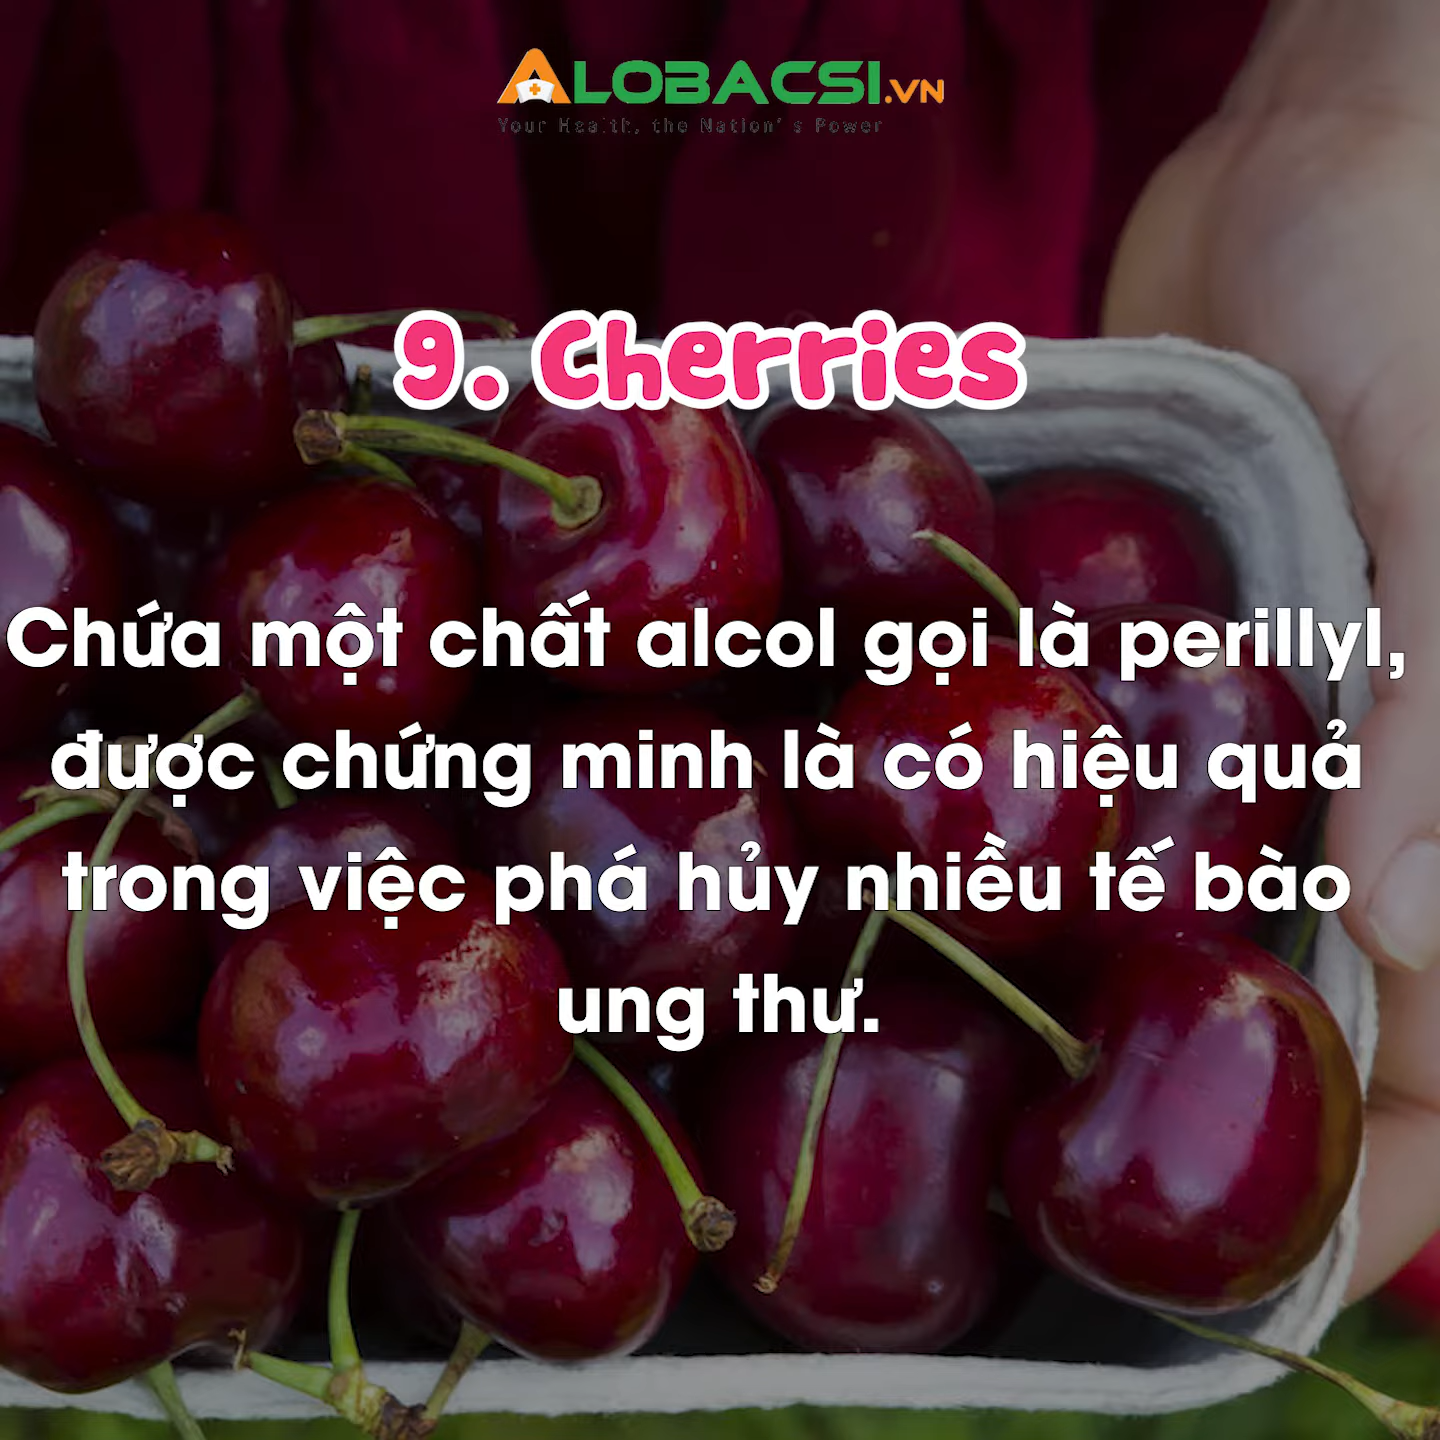 ALOBACSI.VN
Your Health, the Nation's Power
9. Cherries
Chứa một chất alcol gọi là perillyl,
được chứng minh là có hiệu quả
trong việc phá hủy nhiều tế bào
ung thư.